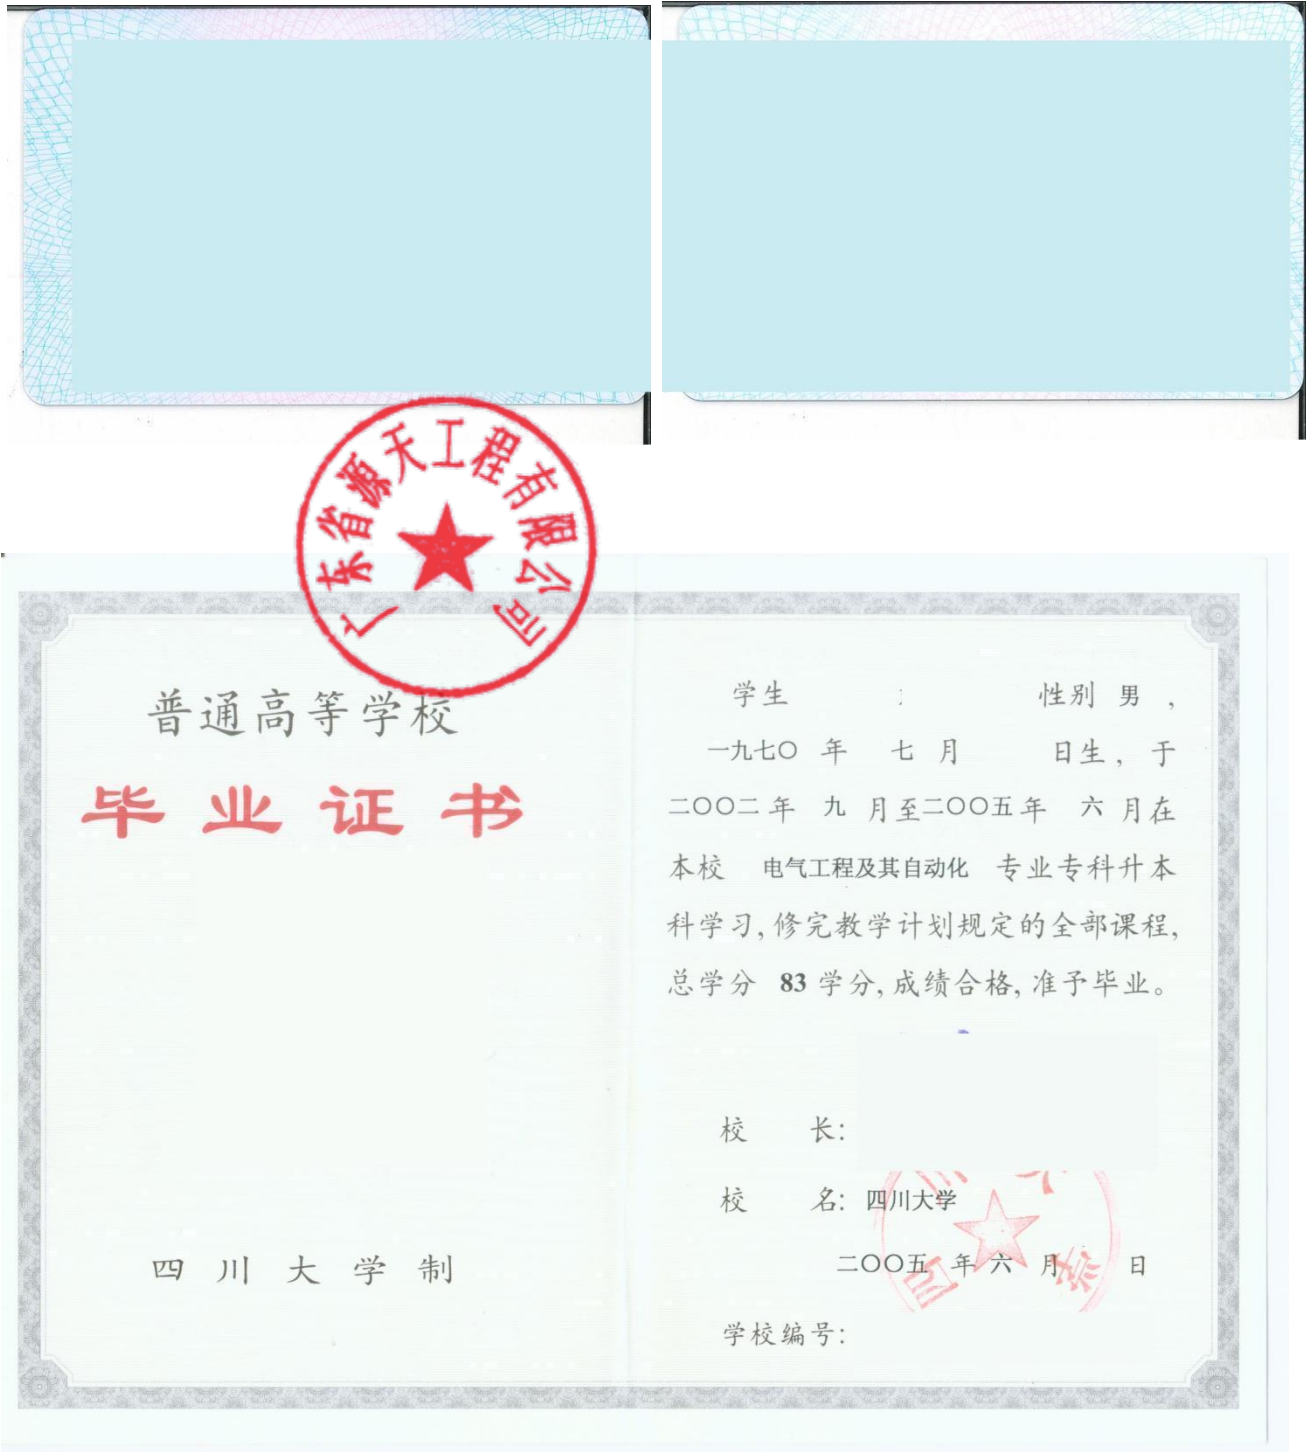 广东省源天工程有限公司
普通高等学校
毕业证书
四川大学制
学生 性别 男 ,
一九七〇 年 七 月 日生, 于
二〇〇二年 九 月至二〇〇五年 六 月在
本校 电气工程及其自动化 专业专科升本
科学习, 修完教学计划规定的全部课程,
总学分 83 学分, 成绩合格, 准予毕业。
校 长:
校 名: 四川大学
二〇〇五 年 六 月 日
学校编号:
四川大学